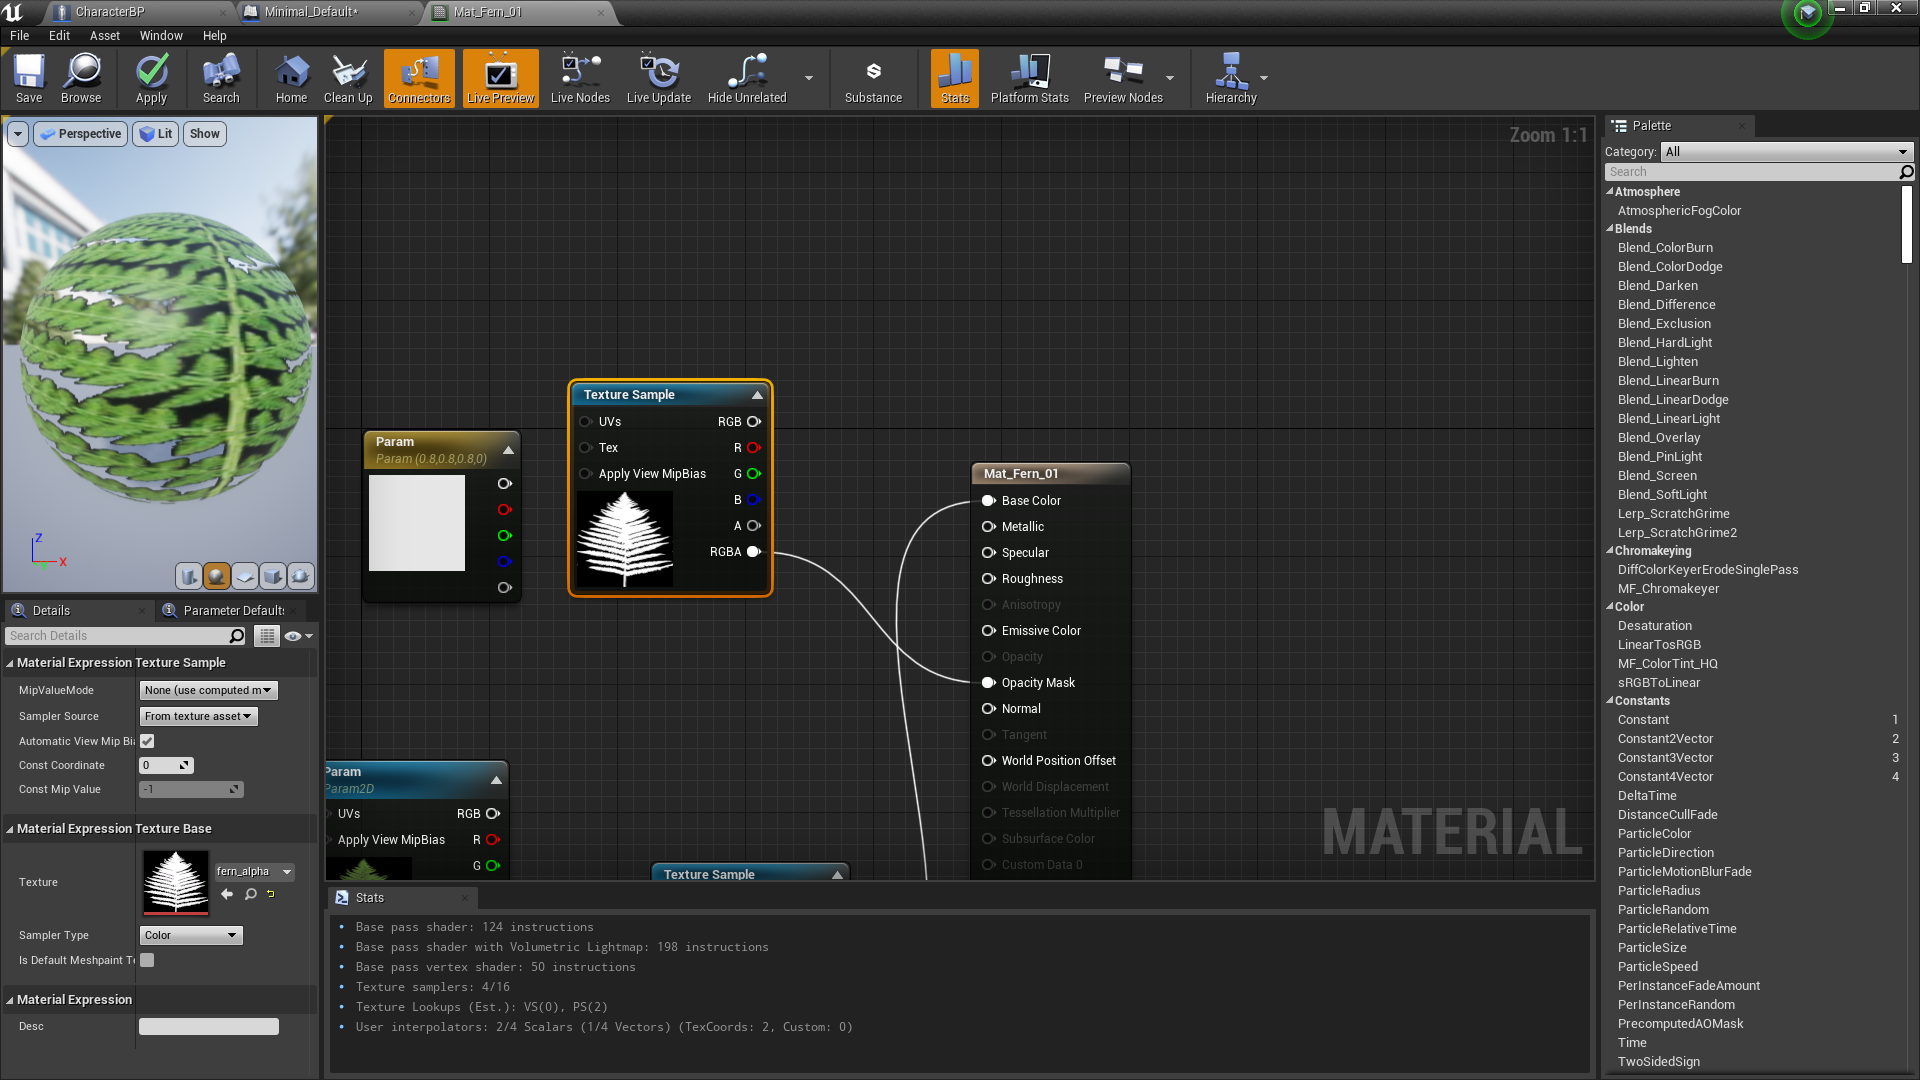 CharacterBP
Minimal_Default*
Mat_Fern_01
File Edit Asset Window Help
Save
Browse
Apply
Search
Home
Clean Up
Connectors
Live Preview
Live Nodes
Live Update
Hide Unrelated
Substance
Stats
Platform Stats
Preview Nodes
Hierarchy
Perspective
Lit
Show
Z
X
Y
Details
Parameter Default
Search Details
Material Expression Texture Sample
MipValueMode
None (use computed m
Sampler Source
From texture asset
Automatic View Mip Bi
Const Coordinate
0
Const Mip Value
-1
Material Expression Texture Base
Texture
fern_alpha
Sampler Type
Color
Is Default Meshpaint T
Material Expression
Desc
Zoom 1:1
Param
Param (0.8,0.8,0.8,0)
Texture Sample
UVs
RGB
Tex
R
Apply View MipBias
G
B
A
RGBA
Mat_Fern_01
Base Color
Metallic
Specular
Roughness
Anisotropy
Emissive Color
Opacity
Opacity Mask
Normal
Tangent
World Position Offset
World Displacement
Tessellation Multiplier
Subsurface Color
Custom Data 0
Param
Param2D
UVs
RGB
Apply View MipBias
R
G
Texture Sample
MATERIAL
Stats
Base pass shader: 124 instructions
Base pass shader with Volumetric Lightmap: 198 instructions
Base pass vertex shader: 50 instructions
Texture samplers: 4/16
Texture Lookups (Est.): VS(0), PS(2)
User interpolators: 2/4 Scalars (1/4 Vectors) (TexCoords: 2, Custom: 0)
Palette
Category: All
Search
Atmosphere
AtmosphericFogColor
Blends
Blend_ColorBurn
Blend_ColorDodge
Blend_Darken
Blend_Difference
Blend_Exclusion
Blend_HardLight
Blend_Lighten
Blend_LinearBurn
Blend_LinearDodge
Blend_LinearLight
Blend_Overlay
Blend_PinLight
Blend_Screen
Blend_SoftLight
Lerp_ScratchGrime
Lerp_ScratchGrime2
Chromakeying
DiffColorKeyerErodeSinglePass
MF_Chromakeyer
Color
Desaturation
LinearTosRGB
MF_ColorTint_HQ
sRGBToLinear
Constants
Constant 1
Constant2Vector 2
Constant3Vector 3
Constant4Vector 4
DeltaTime
DistanceCullFade
ParticleColor
ParticleDirection
ParticleMotionBlurFade
ParticleRadius
ParticleRandom
ParticleRelativeTime
ParticleSize
ParticleSpeed
PerInstanceFadeAmount
PerInstanceRandom
PrecomputedAOMask
Time
TwoSidedSign